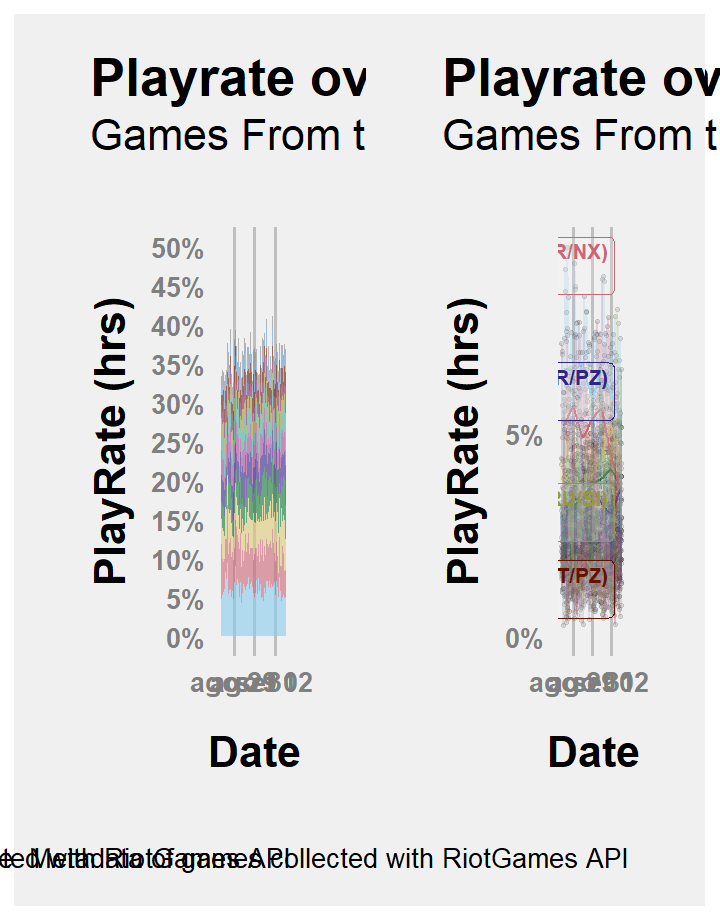 Playrate ov
Games From t
PlayRate (hrs)
50%
45%
40%
35%
30%
25%
20%
15%
10%
5%
0%
Date
Playrate ov
Games From t
PlayRate (hrs)
5%
0%
R/NX)
R/PZ)
T/PZ)
Date
collected with RiotGames API